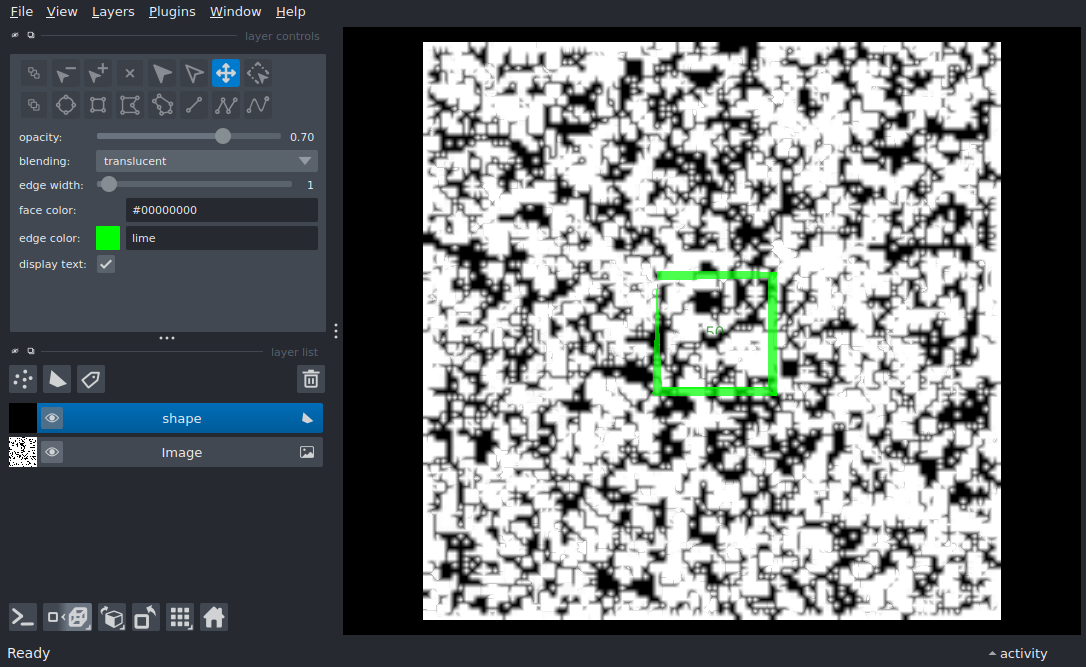 File View Layers Plugins Window Help
layer controls
opacity: 0.70
blending: translucent
edge width: 1
face color: #00000000
edge color: lime
display text:
50
layer list
shape
Image
Ready
activity